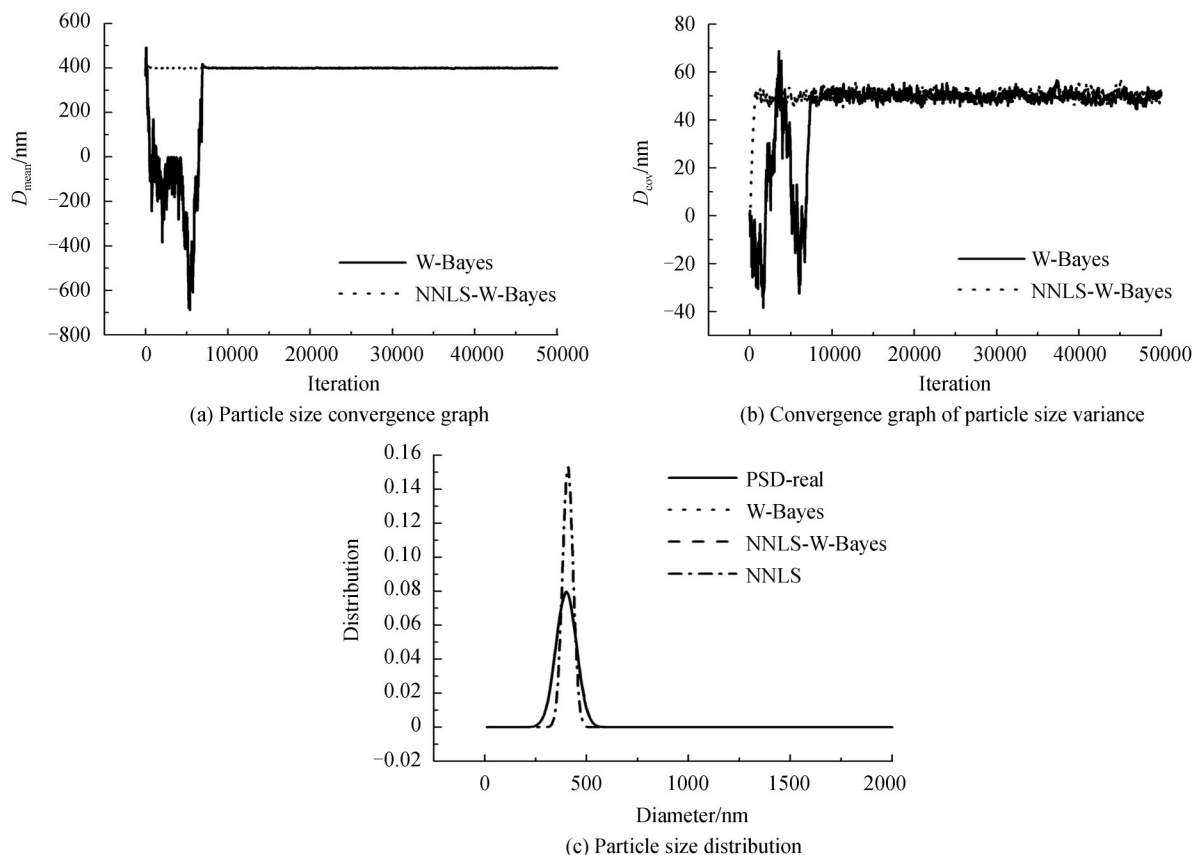 600
400
200
0
−200
−400
−600
−800
D_mean/nm
W-Bayes
NNLS-W-Bayes
0 10000 20000 30000 40000 50000
Iteration
(a) Particle size convergence graph
80
60
40
20
0
−20
−40
D_cov/nm
W-Bayes
NNLS-W-Bayes
0 10000 20000 30000 40000 50000
Iteration
(b) Convergence graph of particle size variance
0.16
0.14
0.12
0.10
0.08
0.06
0.04
0.02
0
−0.02
Distribution
PSD-real
W-Bayes
NNLS-W-Bayes
NNLS
0 500 1000 1500 2000
Diameter/nm
(c) Particle size distribution